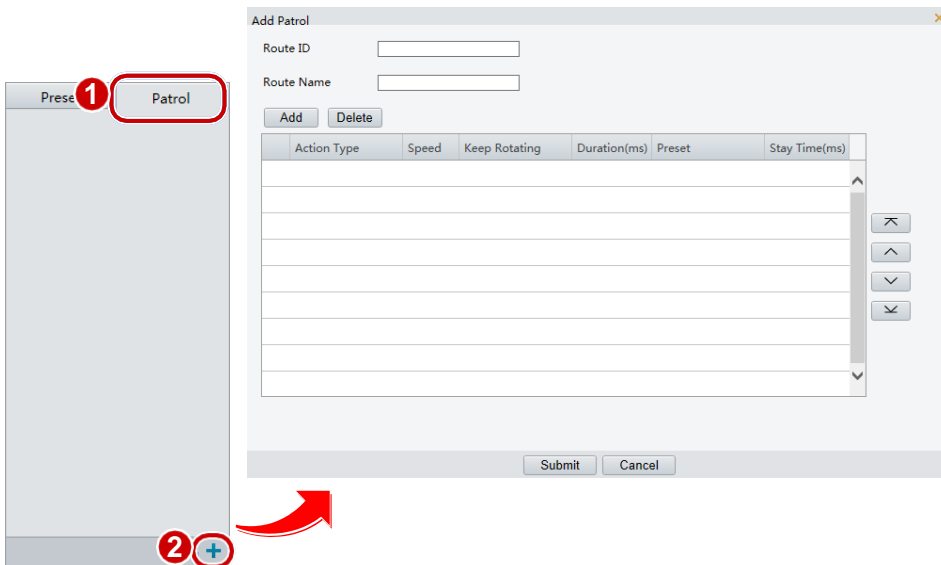 Add Patrol
Route ID
Route Name
1
Prese
Patrol
Add
Delete
Action Type
Speed
Keep Rotating
Duration(ms)
Preset
Stay Time(ms)
Submit
Cancel
2